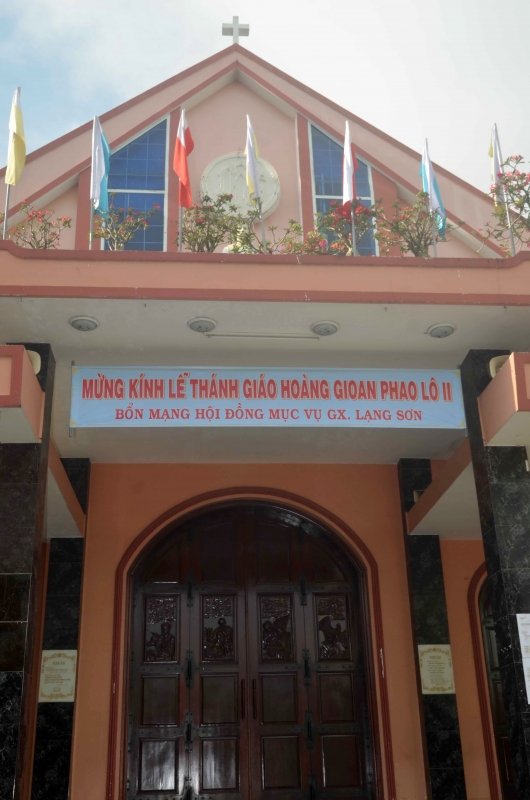 MỪNG KÍNH LỄ THÁNH GIÁO HOÀNG GIOAN PHAO LÔ II
BỔN MẠNG HỘI ĐỒNG MỤC VỤ GX. LẠNG SƠN